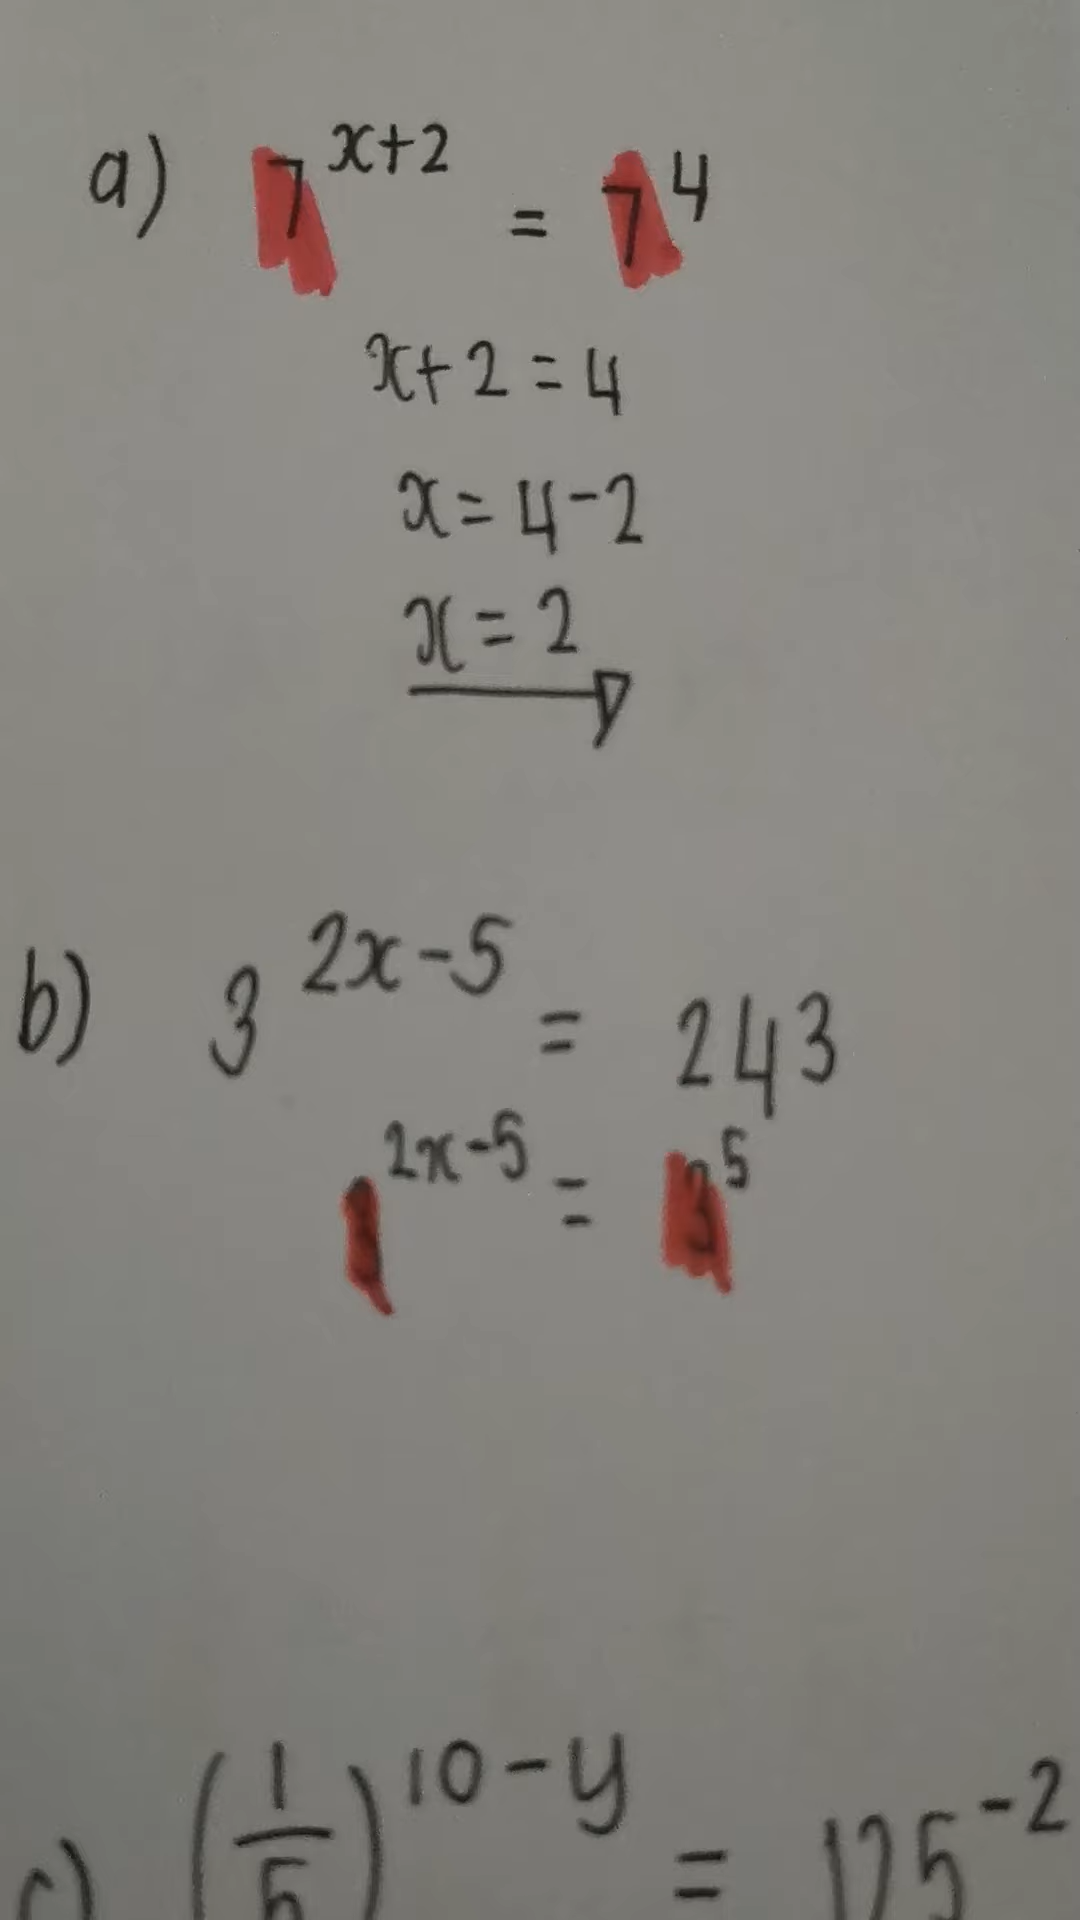 a) 7^{x+2} = 7^4
x+2=4
x=4-2
x=2
b) 3^{2x-5} = 243
3^{2x-5} = 3^5
c) (1/5)^{10-y} = 125^{-2}